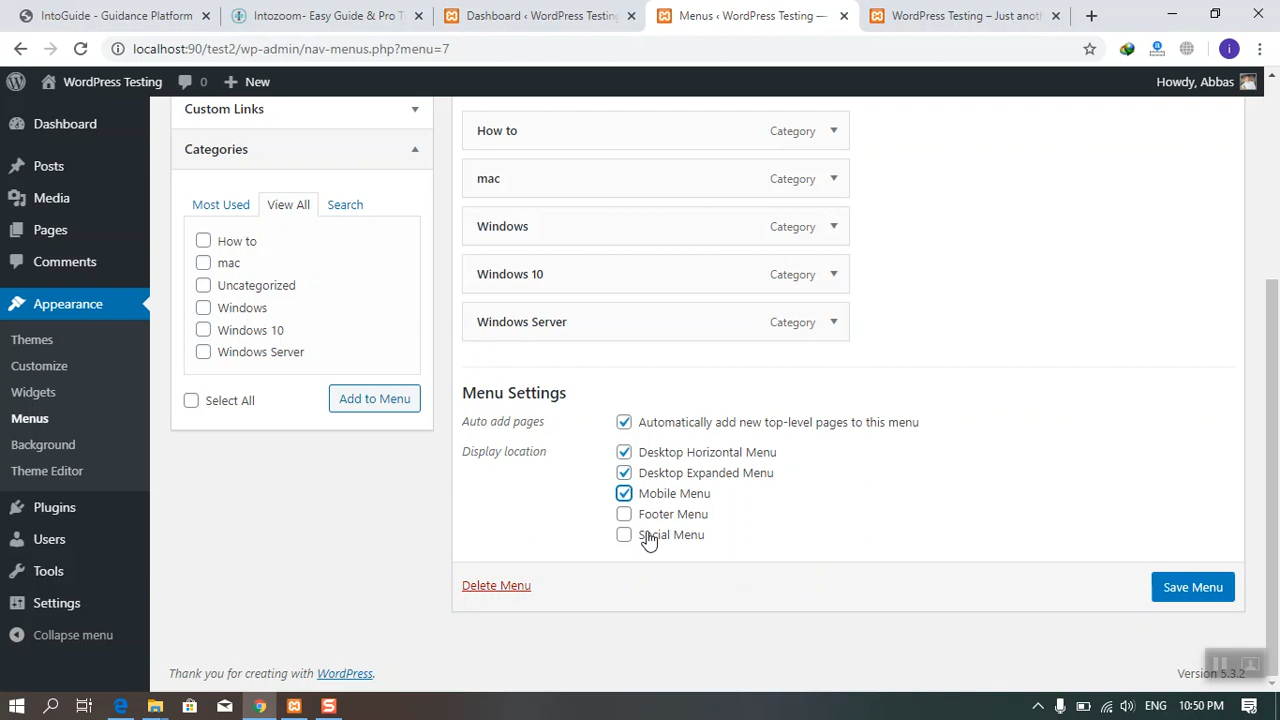 IntoGuide - Guidance Platform
Intozoom- Easy Guide & Pro T
Dashboard ‹ WordPress Testing
Menus ‹ WordPress Testing —
WordPress Testing – Just anoth
localhost:90/test2/wp-admin/nav-menus.php?menu=7
i
WordPress Testing
0
New
Howdy, Abbas
Dashboard
Posts
Media
Pages
Comments
Appearance
Themes
Customize
Widgets
Menus
Background
Theme Editor
Plugins
Users
Tools
Settings
Collapse menu
Custom Links
Categories
Most Used
View All
Search
How to
mac
Uncategorized
Windows
Windows 10
Windows Server
Select All
Add to Menu
How to Category
mac Category
Windows Category
Windows 10 Category
Windows Server Category
Menu Settings
Auto add pages
Automatically add new top-level pages to this menu
Display location
Desktop Horizontal Menu
Desktop Expanded Menu
Mobile Menu
Footer Menu
Social Menu
Delete Menu
Save Menu
Thank you for creating with WordPress.
Version 5.3.2
ENG
10:50 PM